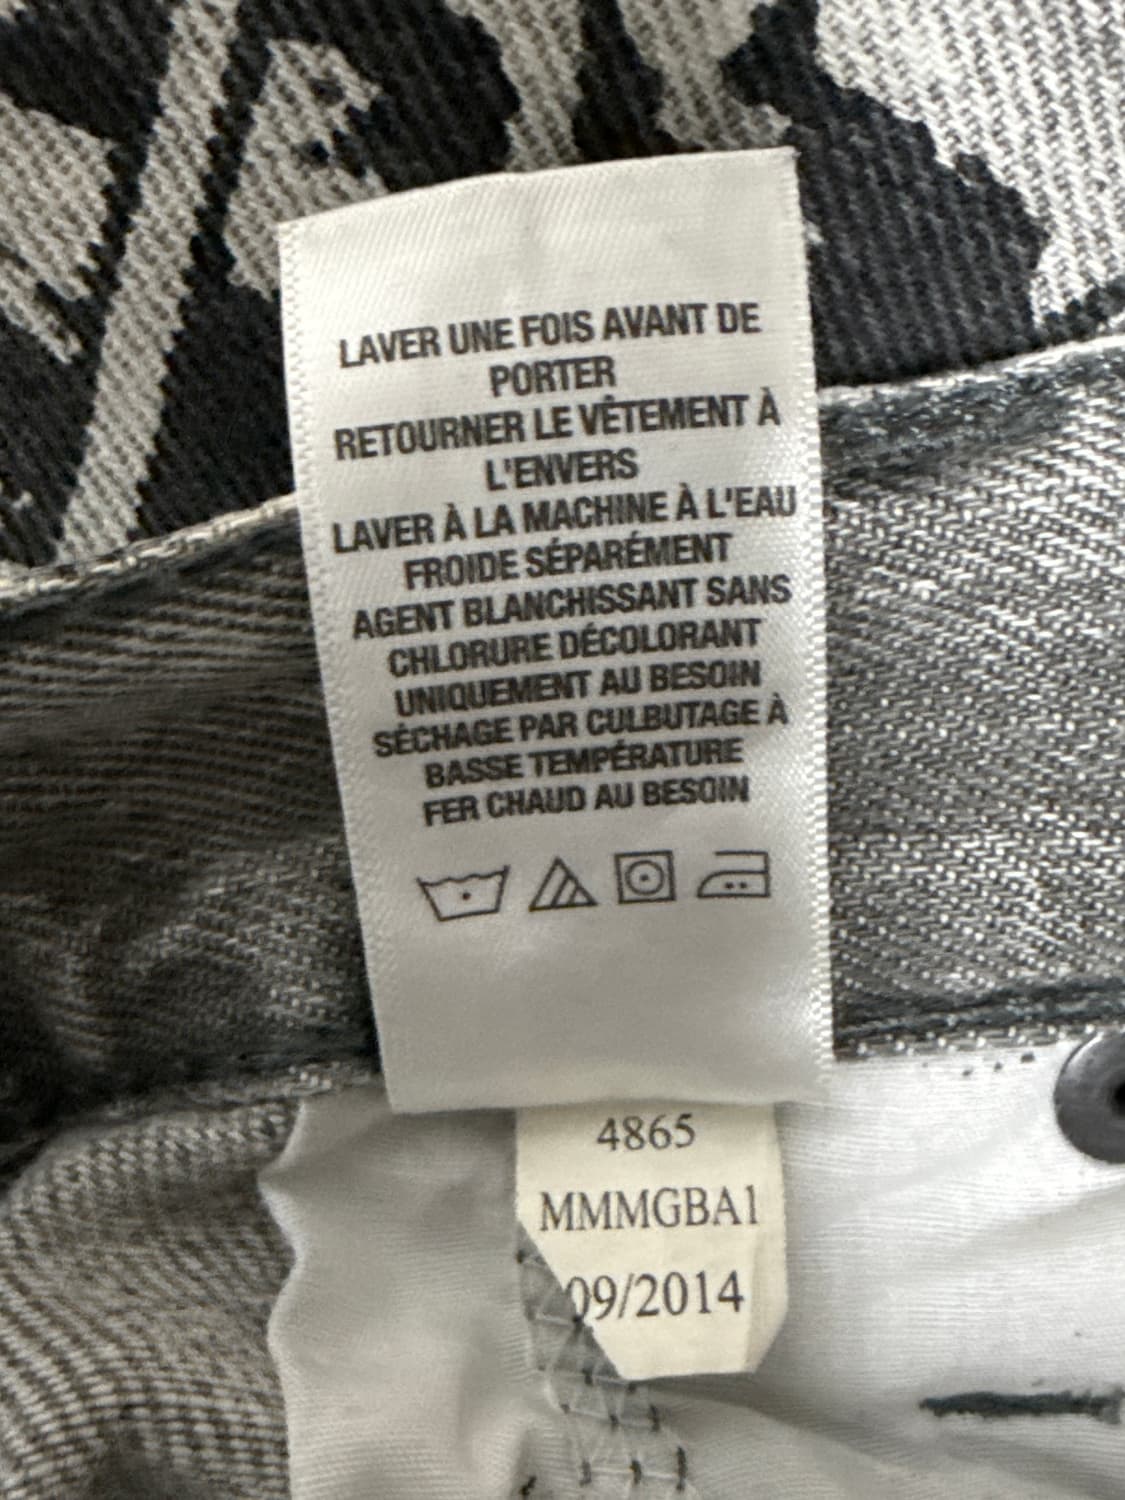 LAVER UNE FOIS AVANT DE
PORTER
RETOURNER LE VÊTEMENT À
L'ENVERS
LAVER À LA MACHINE À L'EAU
FROIDE SÉPARÉMENT
AGENT BLANCHISSANT SANS
CHLORURE DÉCOLORANT
UNIQUEMENT AU BESOIN
SÉCHAGE PAR CULBUTAGE À
BASSE TEMPÉRATURE
FER CHAUD AU BESOIN
4865
MMMGBA1
09/2014